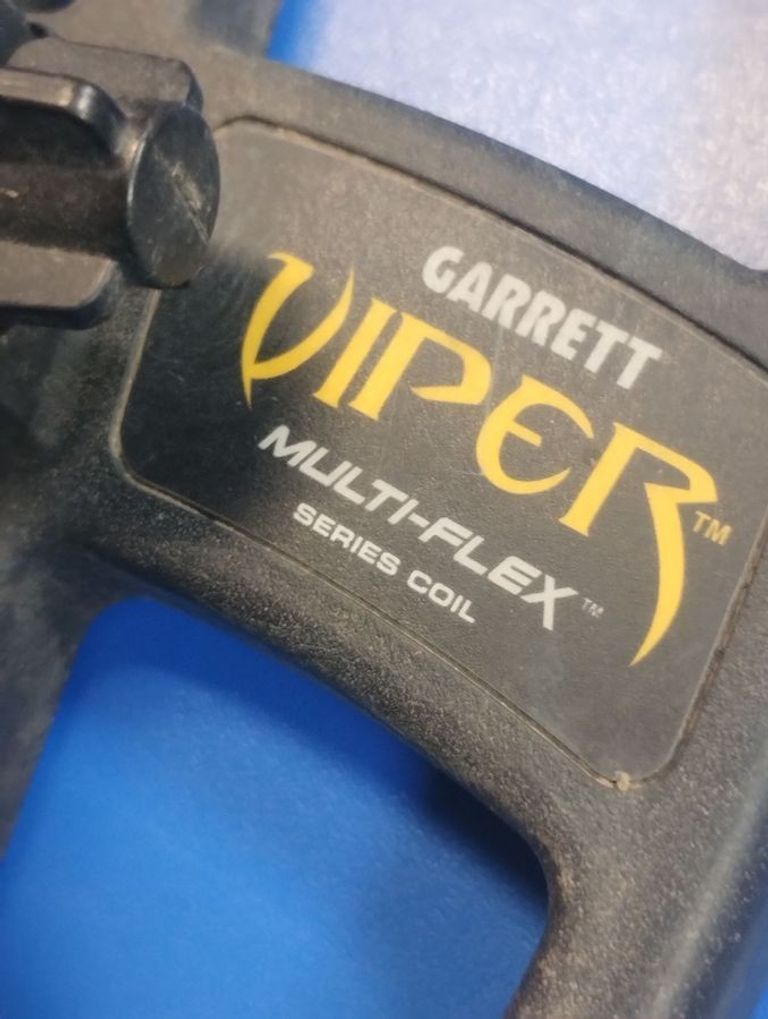 GARRETT
VIPER™
MULTI-FLEX™
SERIES COIL